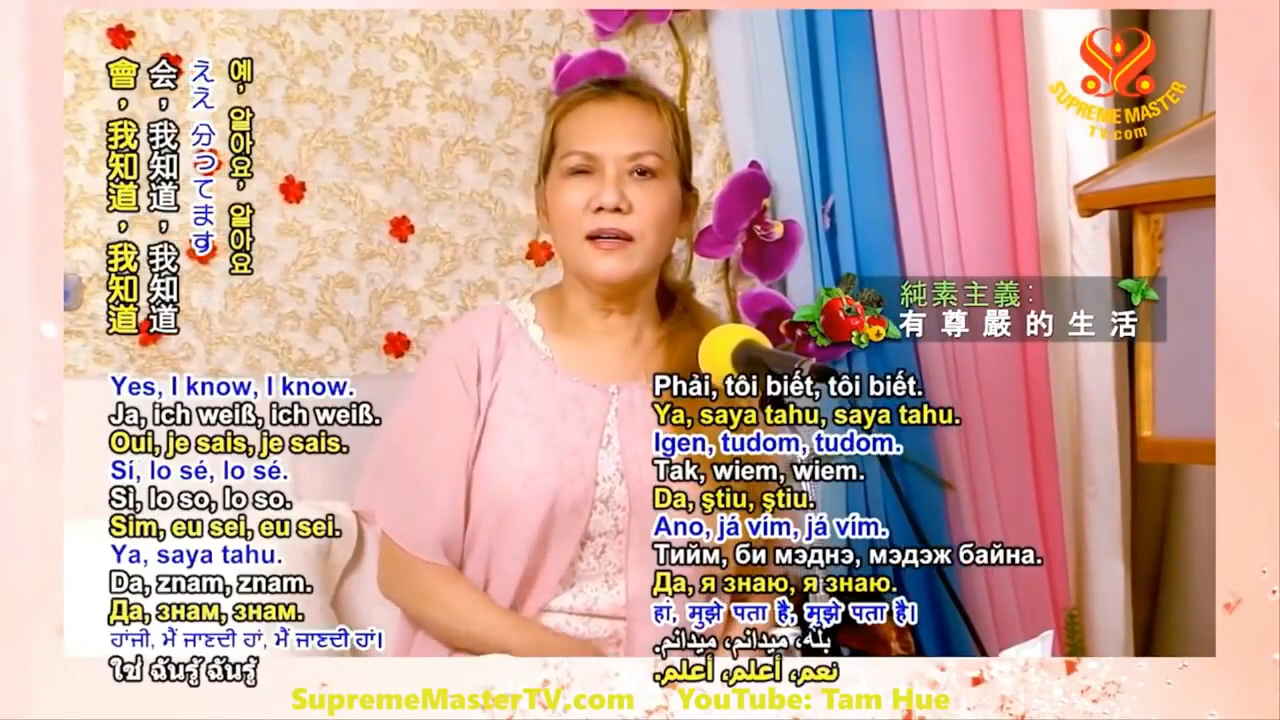 예, 알아요, 알아요
ええ 分ってます
会，我知道，我知道
會，我知道，我知道
SUPREME MASTER
TV.com
純素主義：
有尊嚴的生活
Yes, I know, I know.
Ja, ich weiß, ich weiß.
Oui, je sais, je sais.
Sí, lo sé, lo sé.
Sì, lo so, lo so.
Sim, eu sei, eu sei.
Ya, saya tahu.
Da, znam, znam.
Да, знам, знам.
ਹਾਂਜੀ, ਮੈਂ ਜਾਣਦੀ ਹਾਂ, ਮੈਂ ਜਾਣਦੀ ਹਾਂ।
ใช่ ฉันรู้ ฉันรู้
Phải, tôi biết, tôi biết.
Ya, saya tahu, saya tahu.
Igen, tudom, tudom.
Tak, wiem, wiem.
Da, ştiu, ştiu.
Ano, já vím, já vím.
Тийм, би мэднэ, мэдэж байна.
Да, я знаю, я знаю.
हां, मुझे पता है, मुझे पता है।
بله، میدانم، میدانم.
نعم، أعلم، أعلم.
SupremeMasterTV.com YouTube: Tam Hue